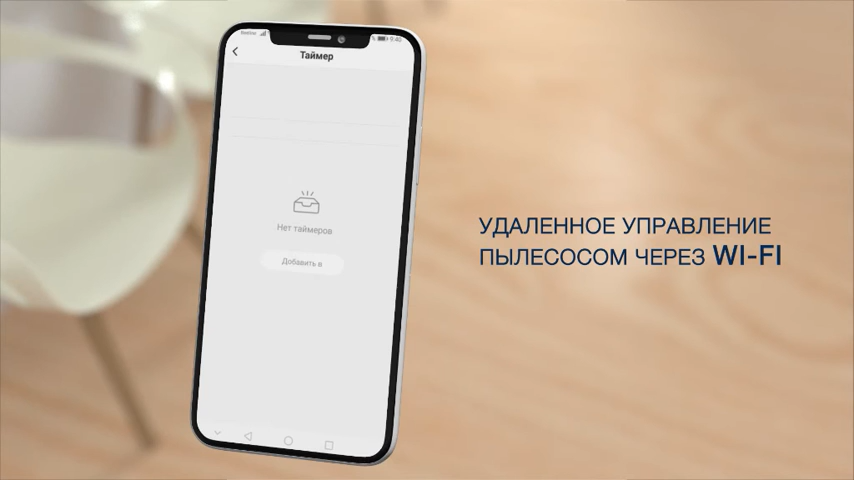 Таймер
Нет таймеров
Добавить в
УДАЛЕННОЕ УПРАВЛЕНИЕ
ПЫЛЕСОСОМ ЧЕРЕЗ WI-FI